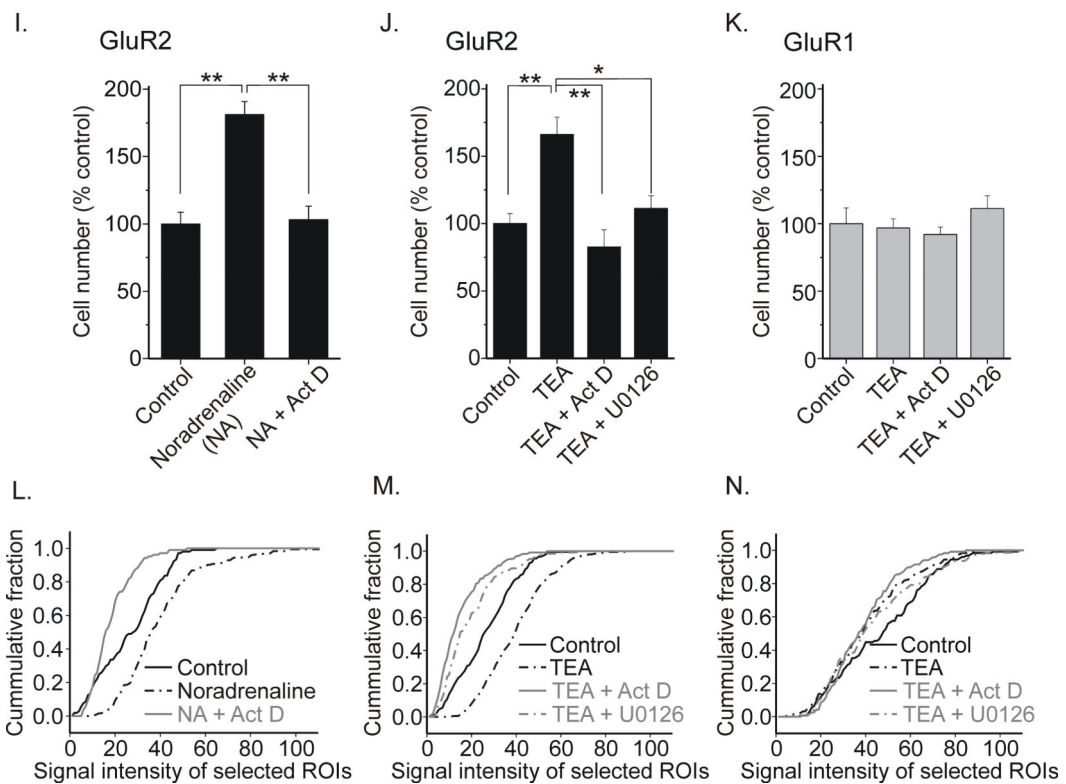 I.
GluR2
Cell number (% control)
200
150
100
50
0
**
**
Control
Noradrenaline
(NA)
NA + Act D
J.
GluR2
Cell number (% control)
200
150
100
50
0
**
*
**
Control
TEA
TEA + Act D
TEA + U0126
K.
GluR1
Cell number (% control)
200
150
100
50
0
Control
TEA
TEA + Act D
TEA + U0126
L.
Cummulative fraction
1.0
0.8
0.6
0.4
0.2
0.0
Control
Noradrenaline
NA + Act D
0 20 40 60 80 100
Signal intensity of selected ROIs
M.
Cummulative fraction
1.0
0.8
0.6
0.4
0.2
0.0
Control
TEA
TEA + Act D
TEA + U0126
0 20 40 60 80 100
Signal intensity of selected ROIs
N.
Cummulative fraction
1.0
0.8
0.6
0.4
0.2
0.0
Control
TEA
TEA + Act D
TEA + U0126
0 20 40 60 80 100
Signal intensity of selected ROIs